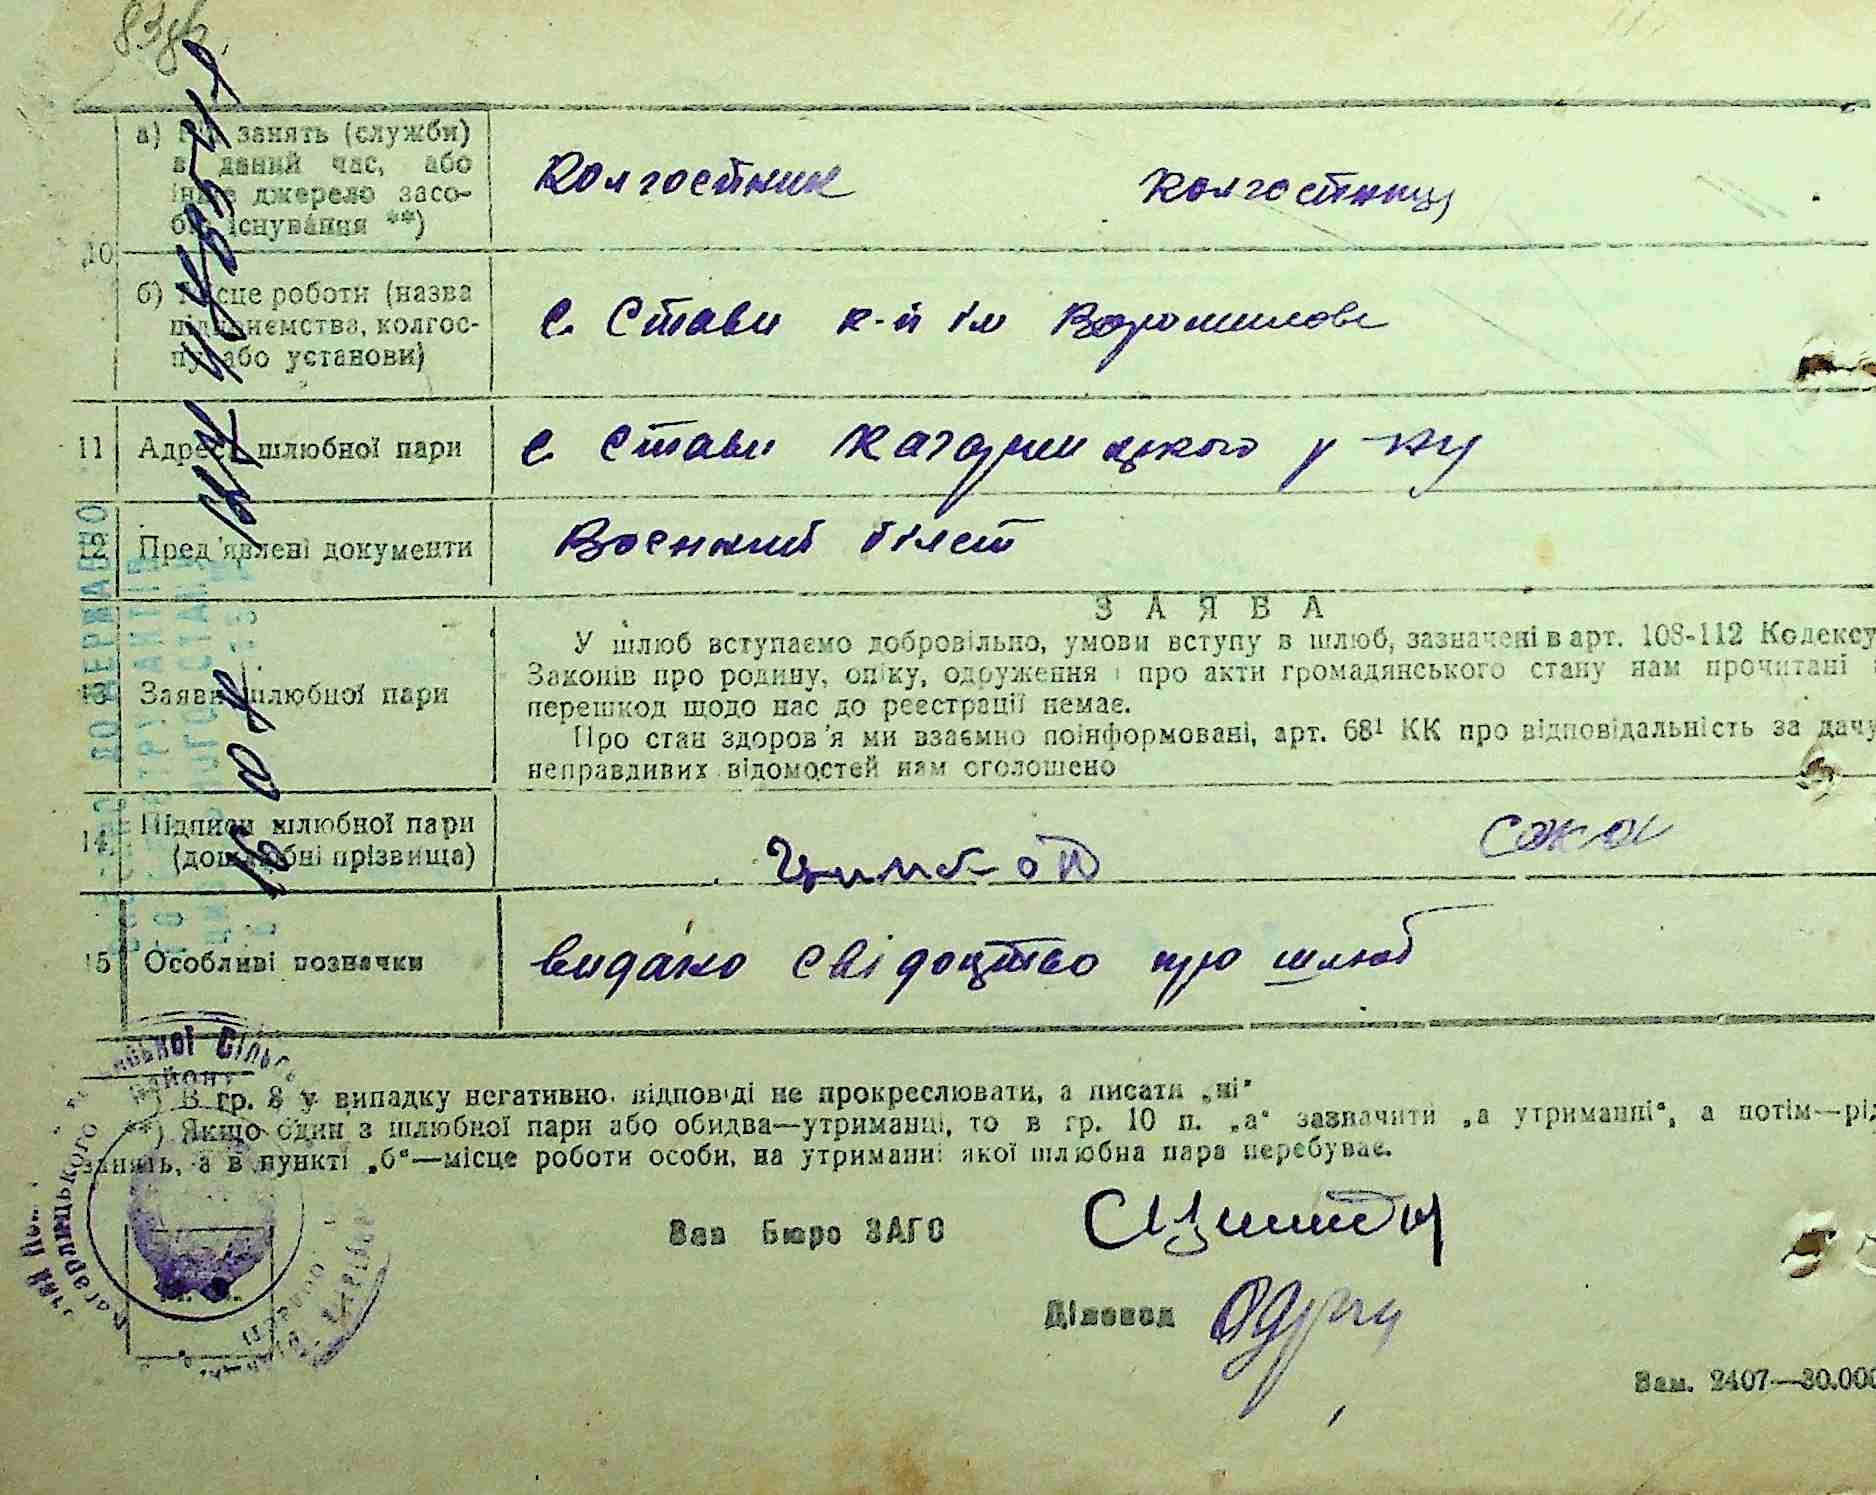 а) занять (служби)
в даний час, або
інше джерело засо-
бів існування **)
Колгоспник Колгоспниця
10
б) Місце роботи (назва
підприємства, колгос-
пу або установи)
с. Стави к-п ім Ворошилова
11 Адреса шлюбної пари
с Стави Кагарлицького р-ну
12 Пред'явлені документи
Воєнний білет
ЗАЯВА
У шлюб вступаємо добровільно, умови вступу в шлюб, зазначені в арт. 108-112 Кодексу
Законів про родину, опіку, одруження і про акти громадянського стану нам прочитані
13 Заява шлюбної пари
перешкод щодо нас до реєстрації немає.
Про стан здоров'я ми взаємно поінформовані, арт. 68¹ КК про відповідальність за дачу
неправдивих відомостей нам оголошено
14 Підписи шлюбної пари
(дошлюбні прізвища)
15 Особливі позначки
видано свідоцтво про шлюб
*) В гр. 8 у випадку негативно. відповіді не прокреслювати, а писати „ні"
**) Якщо один з шлюбної пари або обидва—утриманці, то в гр. 10 п. „а" зазначити „а утриманні", а потім—рід
занять, а в пункті „б"—місце роботи особи, на утриманні якої шлюбна пара перебуває.
Зав Бюро ЗАГС
Діловод
Зам. 2407—30.000